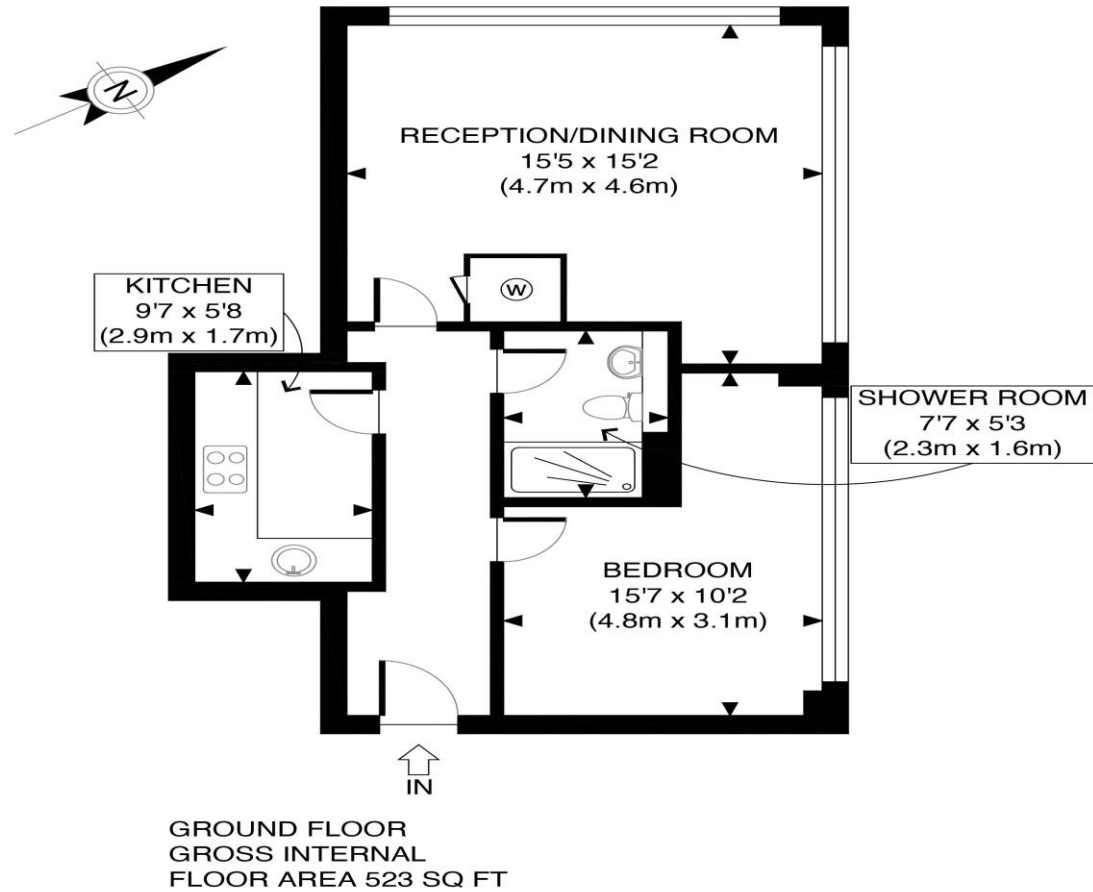 N
RECEPTION/DINING ROOM
15'5 x 15'2
(4.7m x 4.6m)
W
KITCHEN
9'7 x 5'8
(2.9m x 1.7m)
SHOWER ROOM
7'7 x 5'3
(2.3m x 1.6m)
BEDROOM
15'7 x 10'2
(4.8m x 3.1m)
IN
GROUND FLOOR
GROSS INTERNAL
FLOOR AREA 523 SQ FT